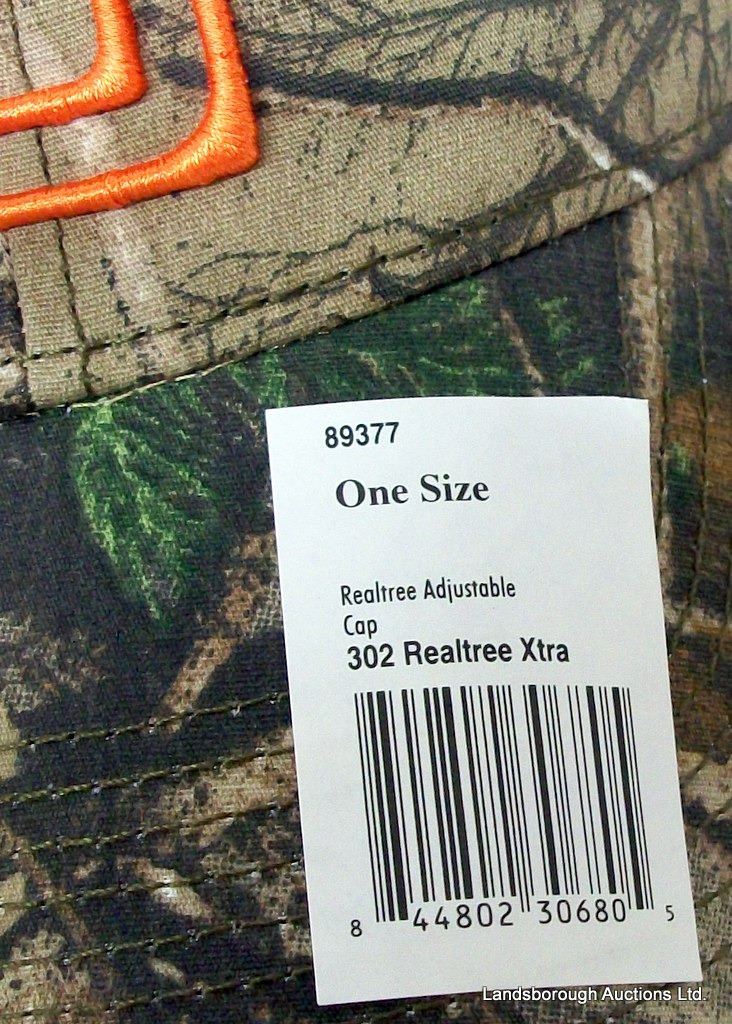 89377
One Size
Realtree Adjustable
Cap
302 Realtree Xtra
8 44802 30680 5
Landsborough Auctions Ltd.